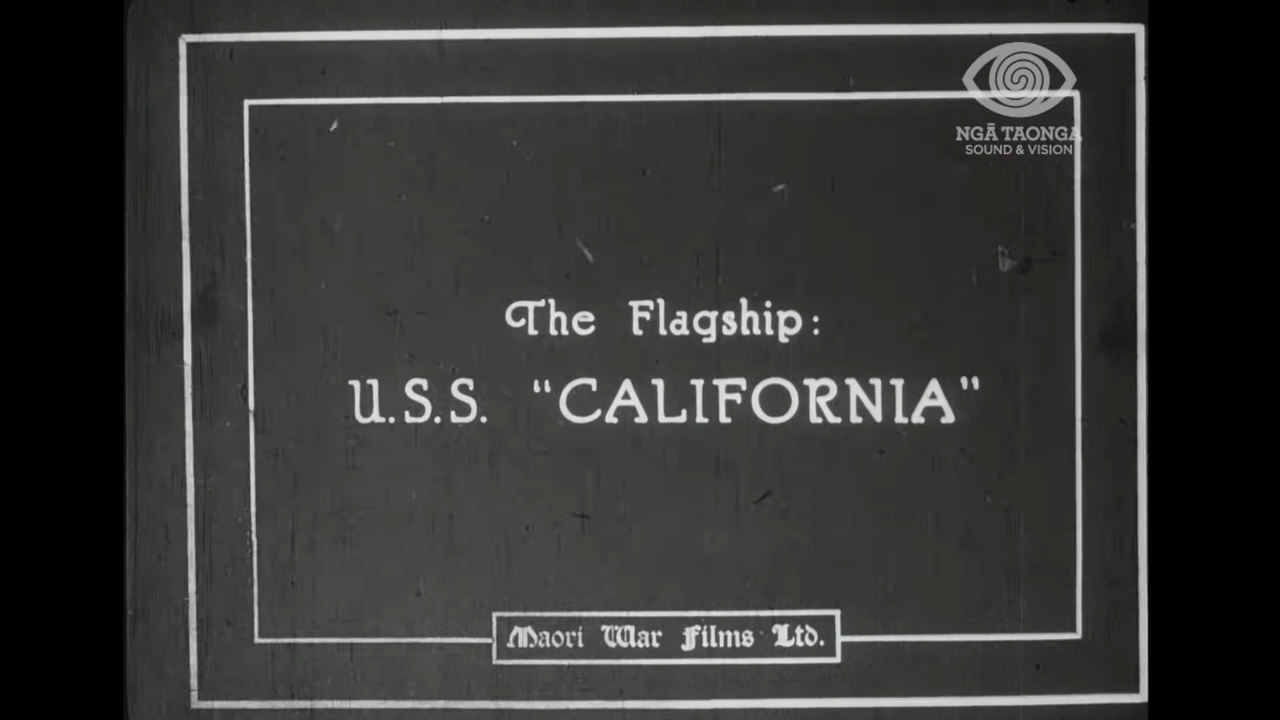 NGĀ TAONGA
SOUND & VISION
The Flagship:
U.S.S. "CALIFORNIA"
Maori War Films Ltd.